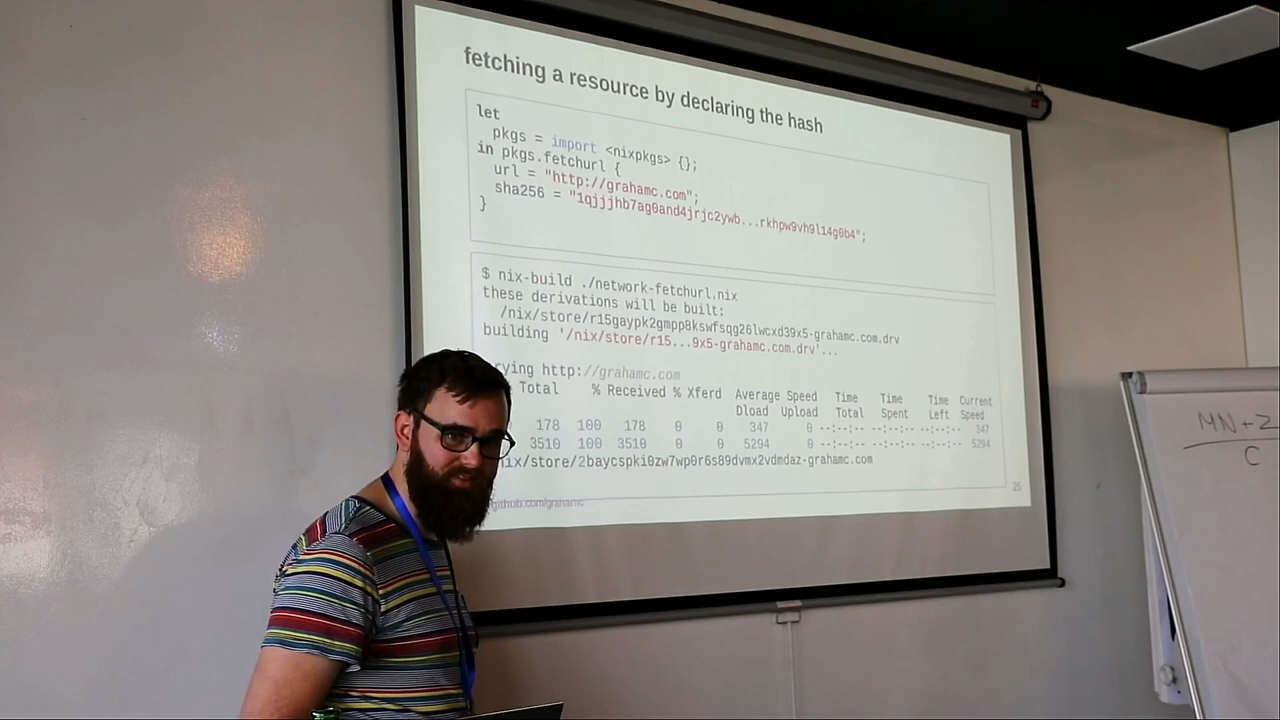 fetching a resource by declaring the hash
let
pkgs = import <nixpkgs> {};
in pkgs.fetchurl {
url = "http://grahamc.com";
sha256 = "1qjjjhb7ag0and4jrjc2ywb...rkhpw9vh9l14g0b4";
}
$ nix-build ./network-fetchurl.nix
these derivations will be built:
/nix/store/r15gaypk2gmpp8kswfsqg26lwcxd39x5-grahamc.com.drv
building '/nix/store/r15...9x5-grahamc.com.drv'...
rying http://grahamc.com
Total % Received % Xferd Average Speed Time Time Time Current
Dload Upload Total Spent Left Speed
178 100 178 0 0 347 0 --:--:-- --:--:-- --:--:-- 347
3510 100 3510 0 0 5294 0 --:--:-- --:--:-- --:--:-- 5294
nix/store/2baycspki0zw7wp0r6s89dvmx2vdmdaz-grahamc.com
github.com/grahamc
25
MN+2
C